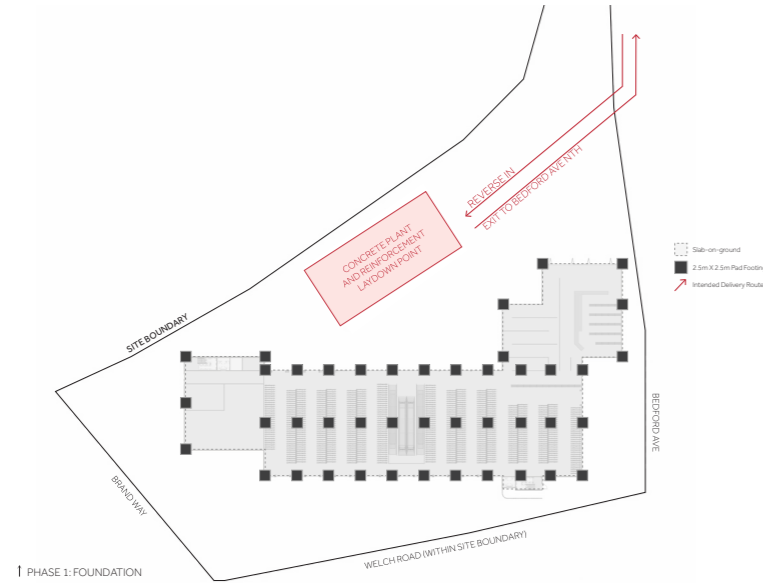 REVERSE IN
EXIT TO BEDFORD AVE NTH
CONCRETE PLANT
AND REINFORCEMENT
LAYDOWN POINT
Slab-on-ground
2.5m X 2.5m Pad Footing
Intended Delivery Route
SITE BOUNDARY
BEDFORD AVE
BRAND WAY
WELCH ROAD (WITHIN SITE BOUNDARY)
PHASE 1: FOUNDATION